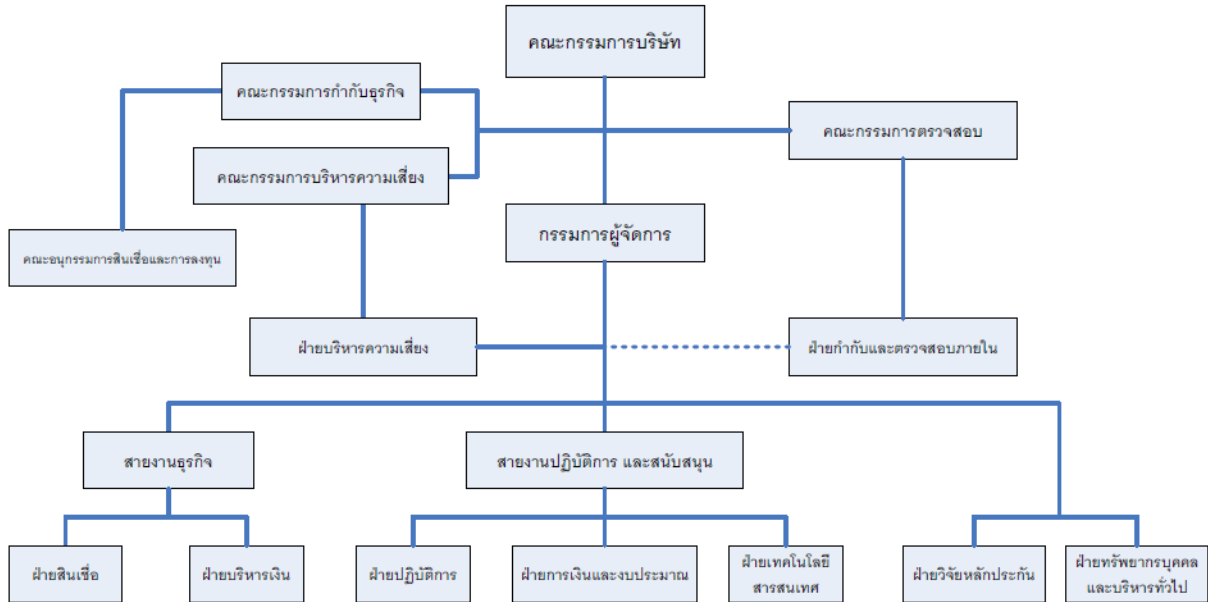 คณะกรรมการบริษัท
คณะกรรมการกำกับธุรกิจ
คณะกรรมการตรวจสอบ
คณะกรรมการบริหารความเสี่ยง
กรรมการผู้จัดการ
คณะอนุกรรมการสินเชื่อและการลงทุน
ฝ่ายบริหารความเสี่ยง
ฝ่ายกำกับและตรวจสอบภายใน
สายงานธุรกิจ
สายงานปฏิบัติการ และสนับสนุน
ฝ่ายสินเชื่อ
ฝ่ายบริหารเงิน
ฝ่ายปฏิบัติการ
ฝ่ายการเงินและงบประมาณ
ฝ่ายเทคโนโลยี
สารสนเทศ
ฝ่ายวิจัยหลักประกัน
ฝ่ายทรัพยากรบุคคล
และบริหารทั่วไป